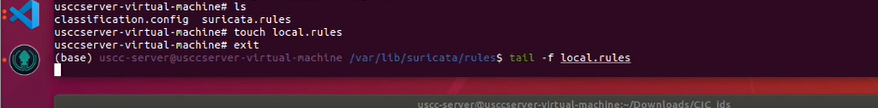 usccserver-virtual-machine# ls
classification.config  suricata.rules
usccserver-virtual-machine# touch local.rules
usccserver-virtual-machine# exit
(base) uscc-server@usccserver-virtual-machine /var/lib/suricata/rules$ tail -f local.rules
uscc-server@usccserver-virtual-machine:~/Downloads/CIC_ids